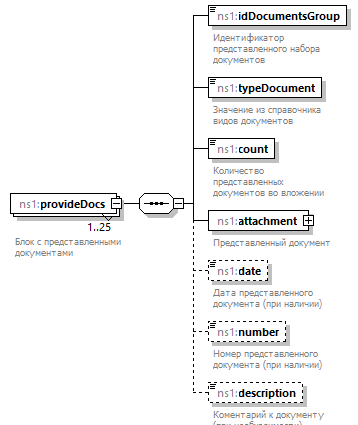 ns1:idDocumentsGroup
Идентификатор
представленного набора
документов
ns1:typeDocument
Значение из справочника
видов документов
ns1:count
Количество
представленных
документов во вложении
ns1:provideDocs
1..25
Блок с представленными
документами
ns1:attachment
Представленный документ
ns1:date
Дата представленного
документа (при наличии)
ns1:number
Номер представленного
документа (при наличии)
ns1:description
Коментарий к документу
(при необходимости)